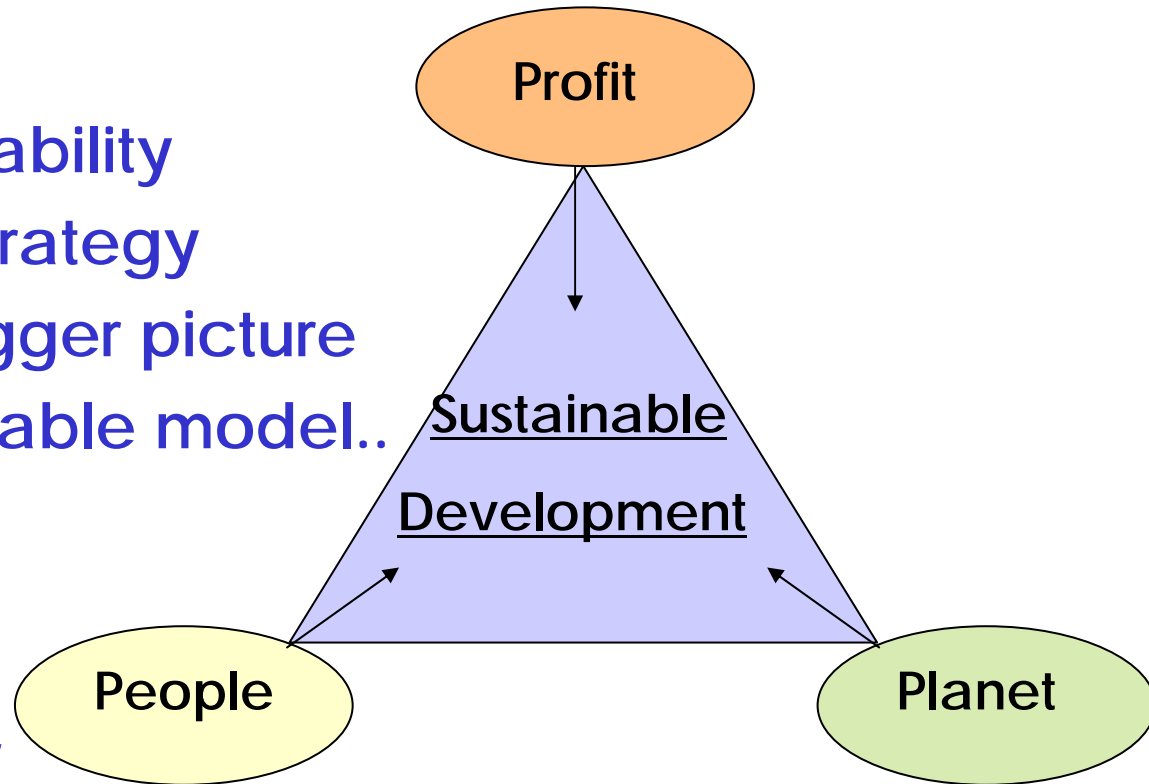 Profit
ability
rategy
gger picture
able model..
Sustainable
Development
People
Planet